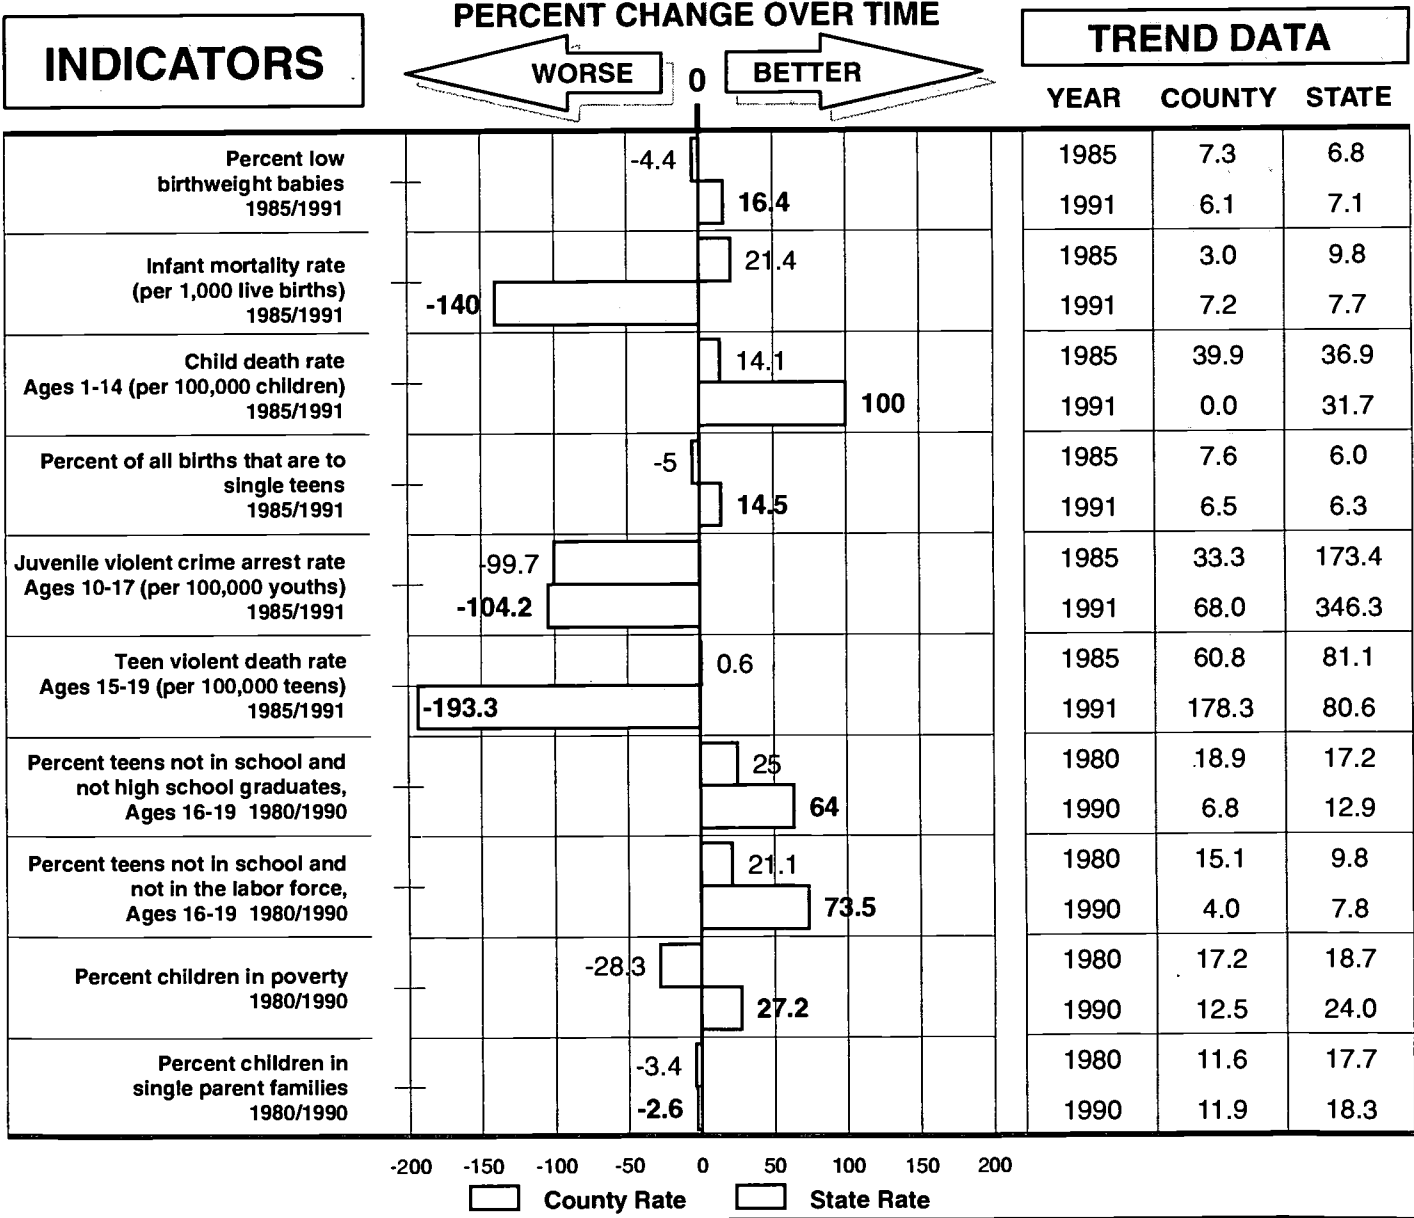 PERCENT CHANGE OVER TIME
INDICATORS
WORSE
0
BETTER
TREND DATA
YEAR COUNTY STATE
Percent low
birthweight babies
1985/1991
-4.4
16.4
1985 7.3 6.8
1991 6.1 7.1
Infant mortality rate
(per 1,000 live births)
1985/1991
21.4
-140
1985 3.0 9.8
1991 7.2 7.7
Child death rate
Ages 1-14 (per 100,000 children)
1985/1991
14.1
100
1985 39.9 36.9
1991 0.0 31.7
Percent of all births that are to
single teens
1985/1991
-5
14.5
1985 7.6 6.0
1991 6.5 6.3
Juvenile violent crime arrest rate
Ages 10-17 (per 100,000 youths)
1985/1991
-99.7
-104.2
1985 33.3 173.4
1991 68.0 346.3
Teen violent death rate
Ages 15-19 (per 100,000 teens)
1985/1991
0.6
-193.3
1985 60.8 81.1
1991 178.3 80.6
Percent teens not in school and
not high school graduates,
Ages 16-19 1980/1990
25
64
1980 18.9 17.2
1990 6.8 12.9
Percent teens not in school and
not in the labor force,
Ages 16-19 1980/1990
21.1
73.5
1980 15.1 9.8
1990 4.0 7.8
Percent children in poverty
1980/1990
-28.3
27.2
1980 17.2 18.7
1990 12.5 24.0
Percent children in
single parent families
1980/1990
-3.4
-2.6
1980 11.6 17.7
1990 11.9 18.3
-200 -150 -100 -50 0 50 100 150 200
County Rate State Rate